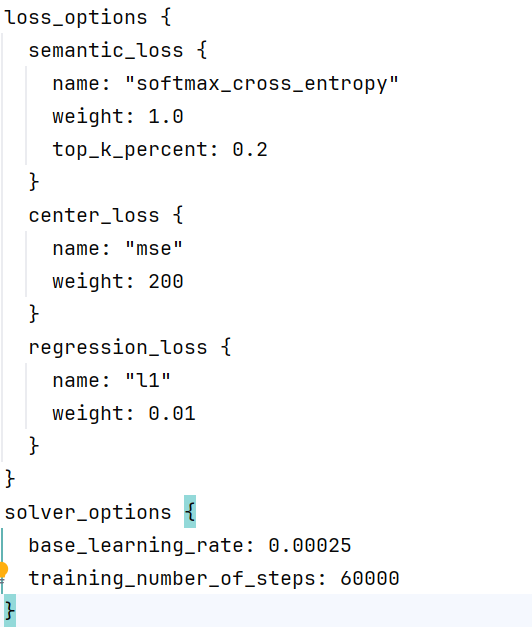 loss_options {
  semantic_loss {
    name: "softmax_cross_entropy"
    weight: 1.0
    top_k_percent: 0.2
  }
  center_loss {
    name: "mse"
    weight: 200
  }
  regression_loss {
    name: "l1"
    weight: 0.01
  }
}
solver_options {
  base_learning_rate: 0.00025
  training_number_of_steps: 60000
}